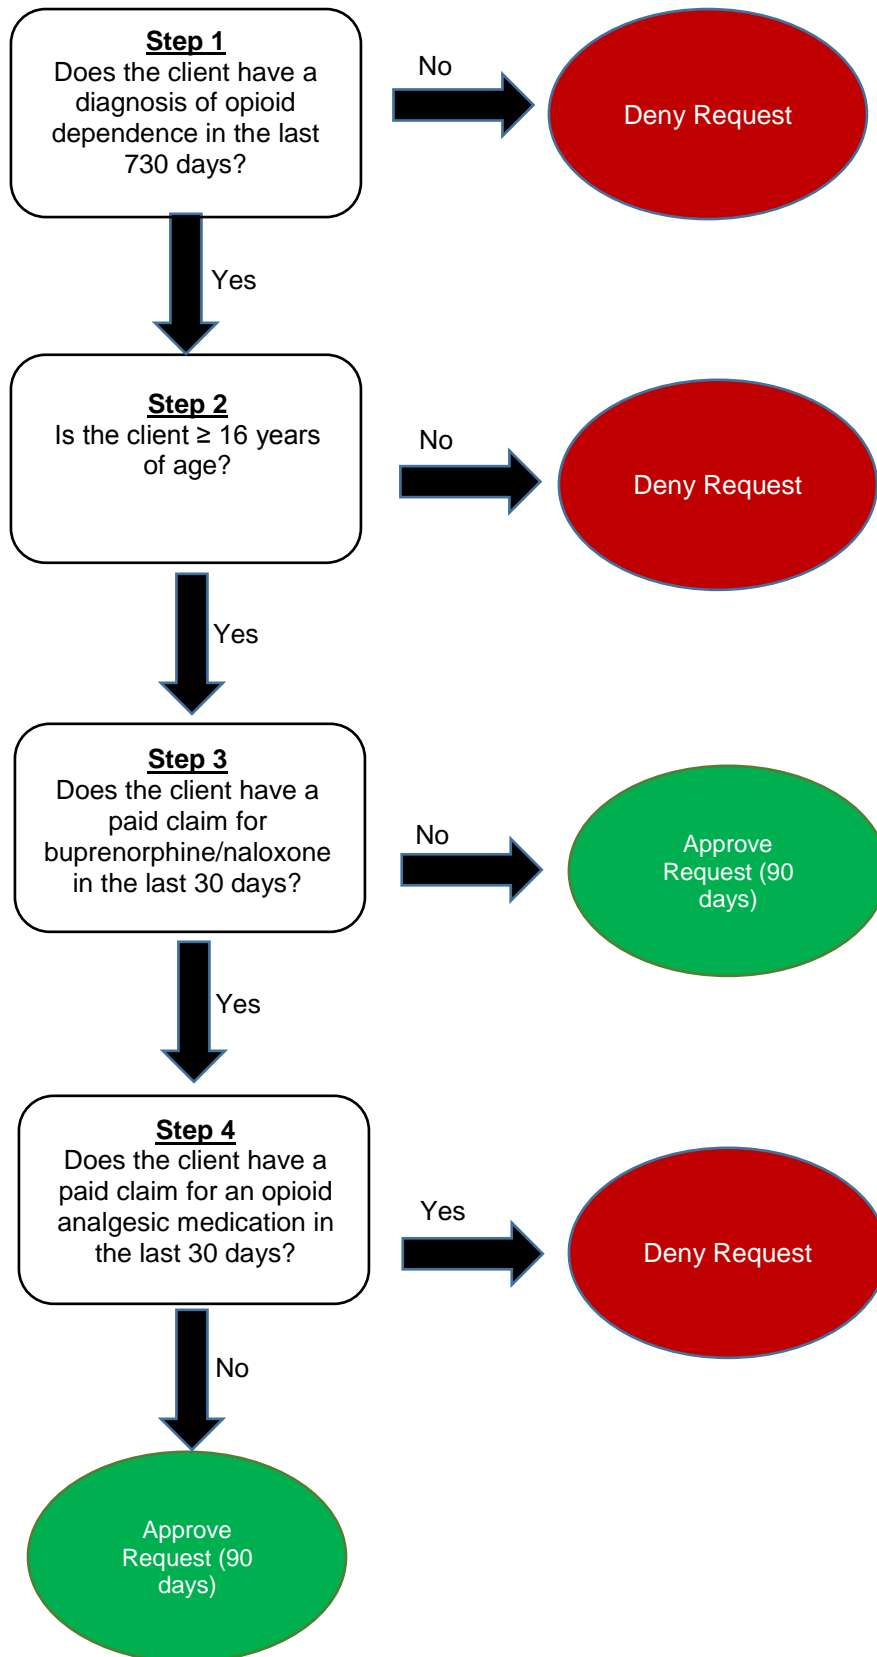 Step 1
Does the client have a
diagnosis of opioid
dependence in the last
730 days?
No
Deny Request
Yes
Step 2
Is the client ≥ 16 years
of age?
No
Deny Request
Yes
Step 3
Does the client have a
paid claim for
buprenorphine/naloxone
in the last 30 days?
No
Approve
Request (90
days)
Yes
Step 4
Does the client have a
paid claim for an opioid
analgesic medication in
the last 30 days?
Yes
Deny Request
No
Approve
Request (90
days)